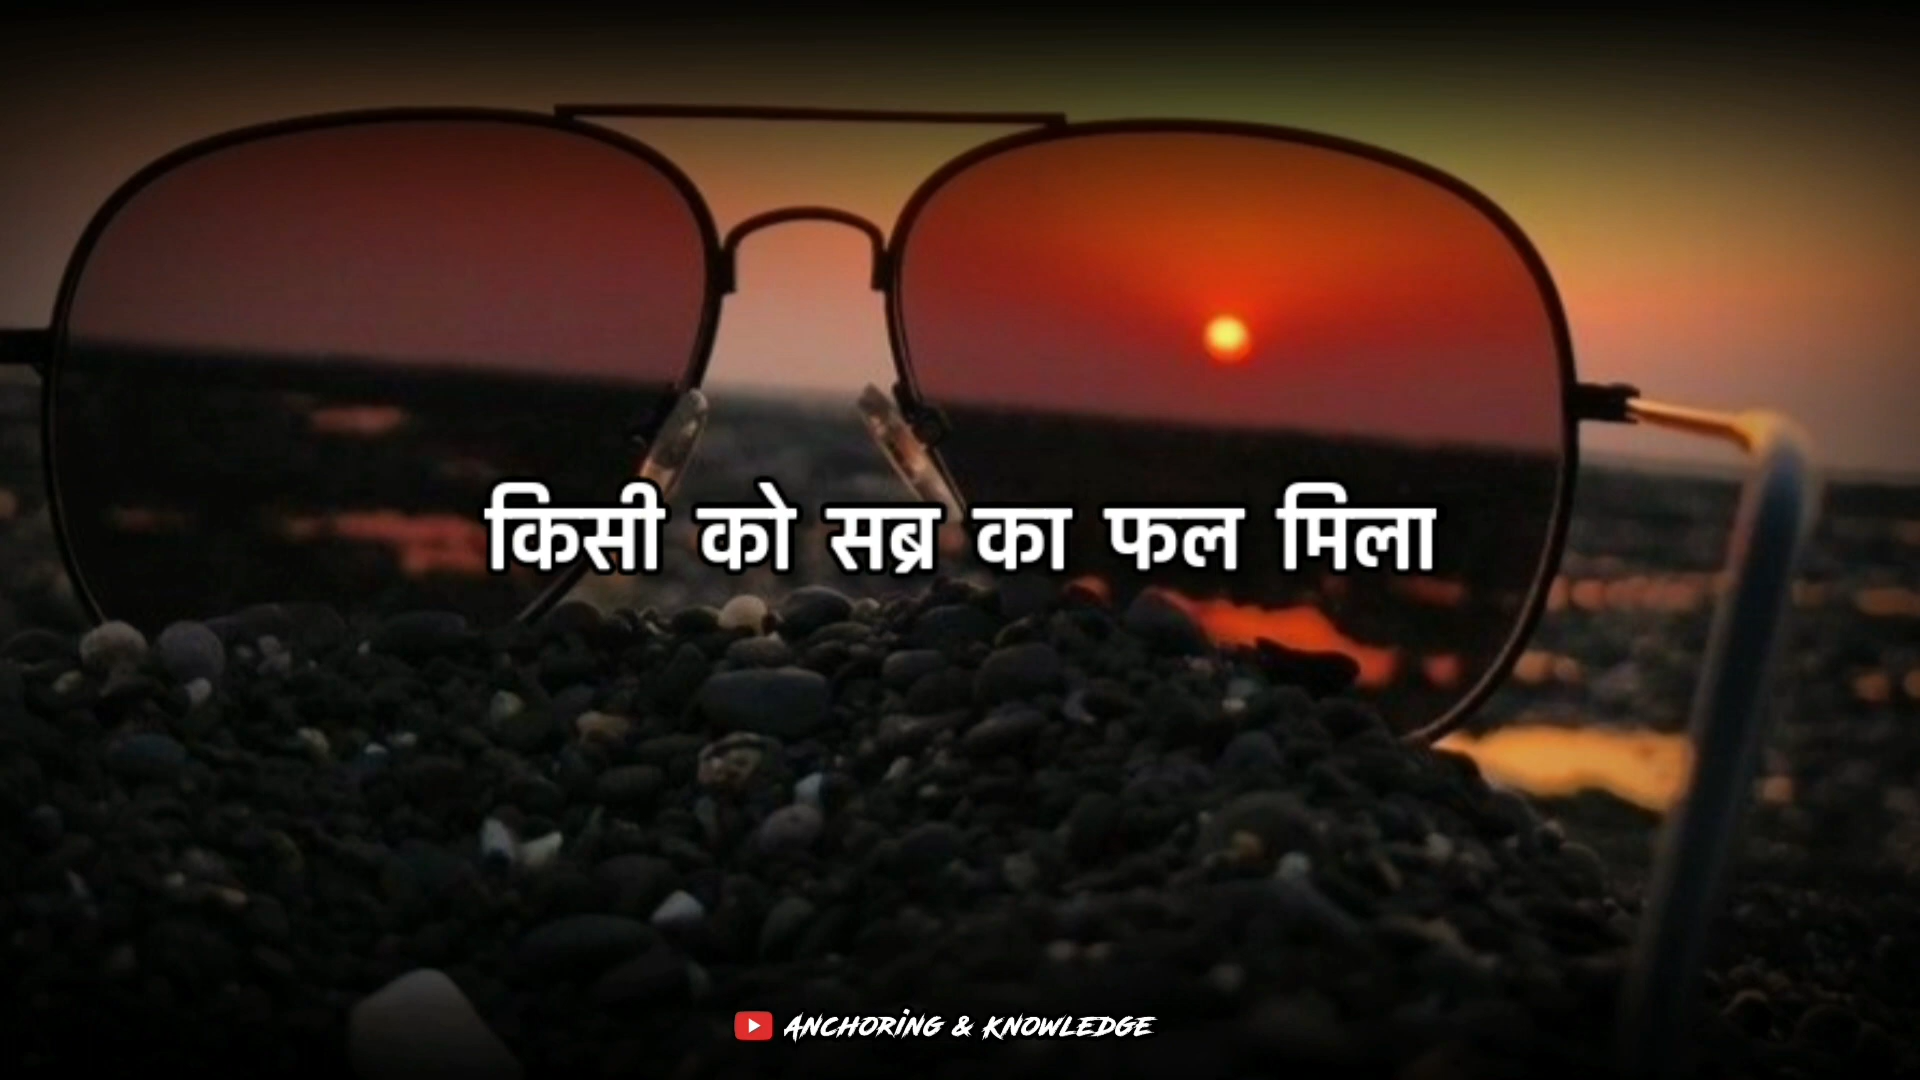 किसी को सब्र का फल मिला
ANCHORING & KNOWLEDGE